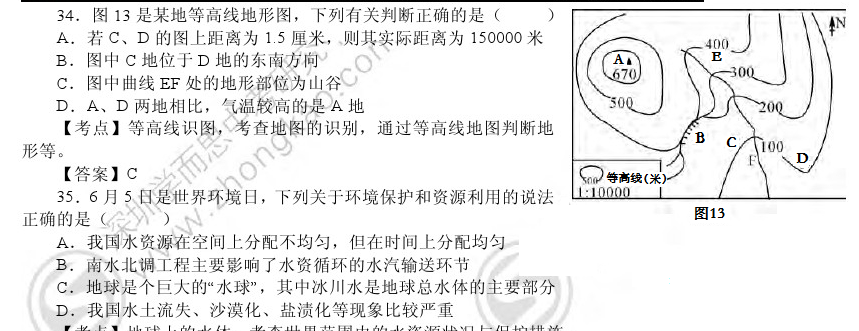 34．图 13 是某地等高线地形图，下列有关判断正确的是（　　）
A．若 C、D 的图上距离为 1.5 厘米，则其实际距离为 150000 米
B．图中 C 地位于 D 地的东南方向
C．图中曲线 EF 处的地形部位为山谷
D．A、D 两地相比，气温较高的是 A 地
【考点】等高线识图，考查地图的识别，通过等高线地图判断地
形等。
【答案】C
35．6 月 5 日是世界环境日，下列关于环境保护和资源利用的说法
正确的是（　　）
A．我国水资源在空间上分配不均匀，但在时间上分配均匀
B．南水北调工程主要影响了水资循环的水汽输送环节
C．地球是个巨大的“水球”，其中冰川水是地球总水体的主要部分
D．我国水土流失、沙漠化、盐渍化等现象比较严重
N
400
E
A
670
300
500
200
B
C
100
F
D
500 等高线(米)
1:10000
图13
www.zhongkao.com